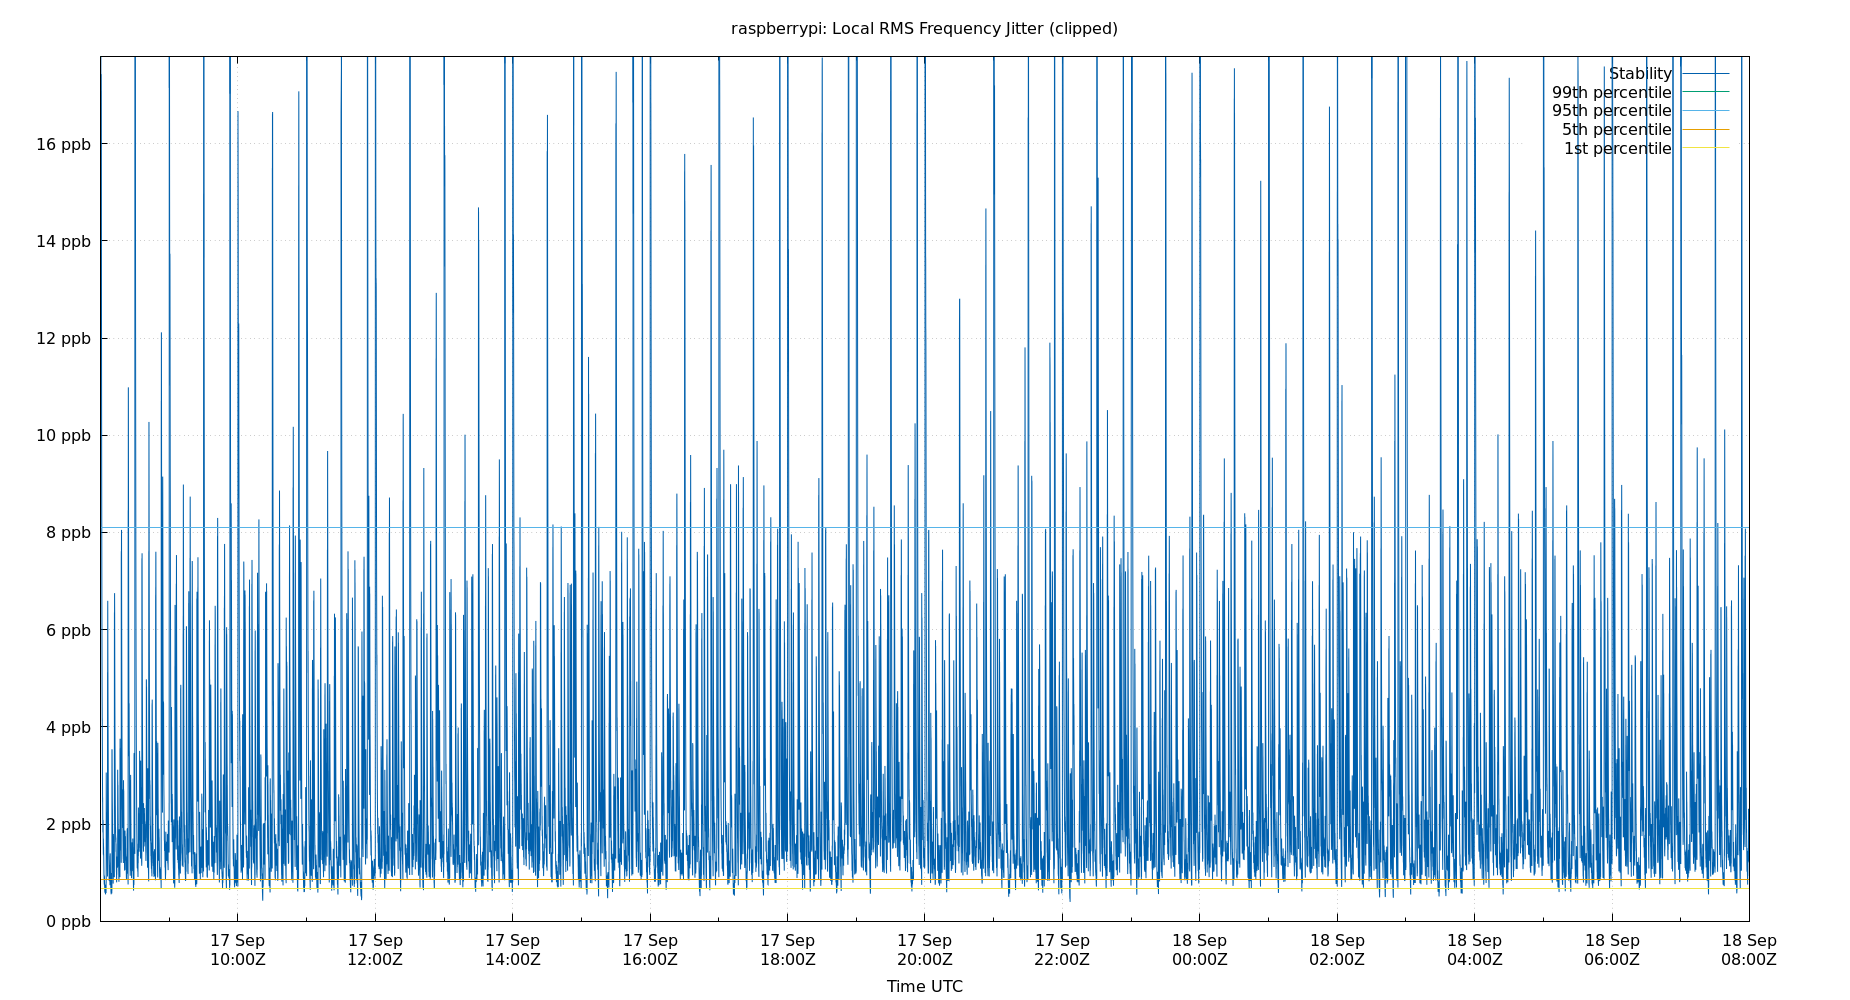 raspberrypi: Local RMS Frequency Jitter (clipped)
Stability
99th percentile
95th percentile
5th percentile
1st percentile
16 ppb
14 ppb
12 ppb
10 ppb
8 ppb
6 ppb
4 ppb
2 ppb
0 ppb
17 Sep 17 Sep 17 Sep 17 Sep 17 Sep 17 Sep 17 Sep 18 Sep 18 Sep 18 Sep 18 Sep 18 Sep
10:00Z 12:00Z 14:00Z 16:00Z 18:00Z 20:00Z 22:00Z 00:00Z 02:00Z 04:00Z 06:00Z 08:00Z
Time UTC